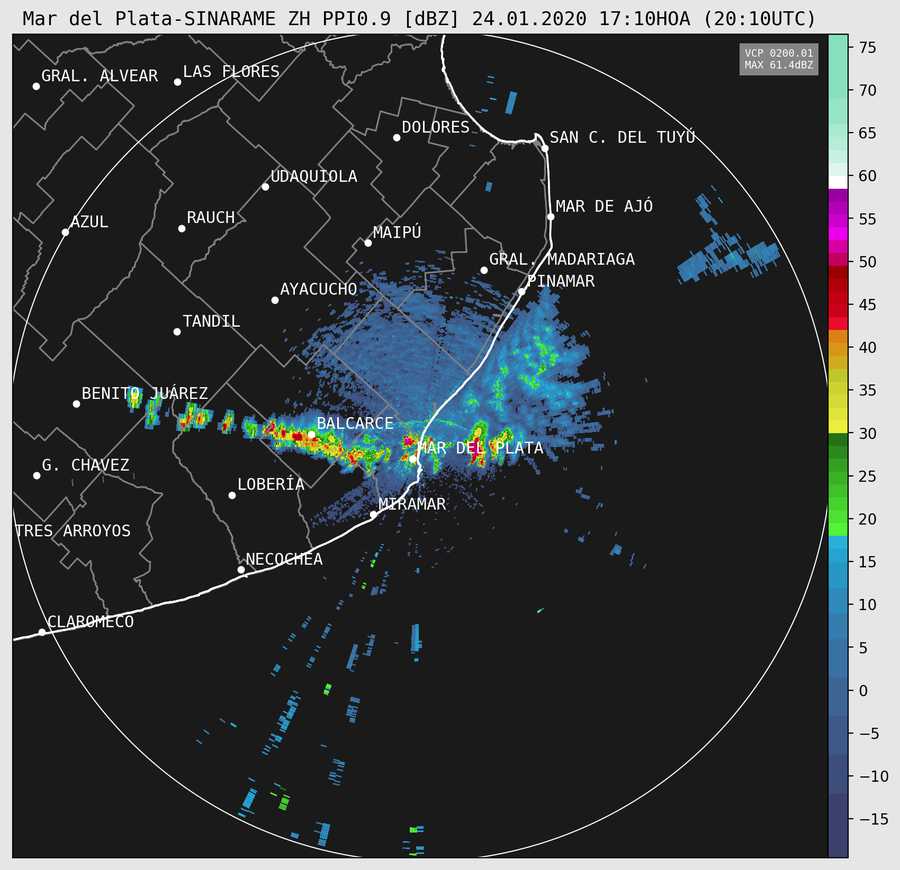 Mar del Plata-SINARAME ZH PPI0.9 [dBZ] 24.01.2020 17:10HOA (20:10UTC)
VCP 0200.01
MAX 61.4dBZ
75
70
65
60
55
50
45
40
35
30
25
20
15
10
5
0
−5
−10
−15
GRAL. ALVEAR
LAS FLORES
DOLORES
SAN C. DEL TUYÚ
UDAQUIOLA
MAR DE AJÓ
RAUCH
AZUL
MAIPÚ
GRAL. MADARIAGA
PINAMAR
AYACUCHO
TANDIL
BENITO JUÁREZ
BALCARCE
MAR DEL PLATA
G. CHAVEZ
LOBERÍA
MIRAMAR
TRES ARROYOS
NECOCHEA
CLAROMECO